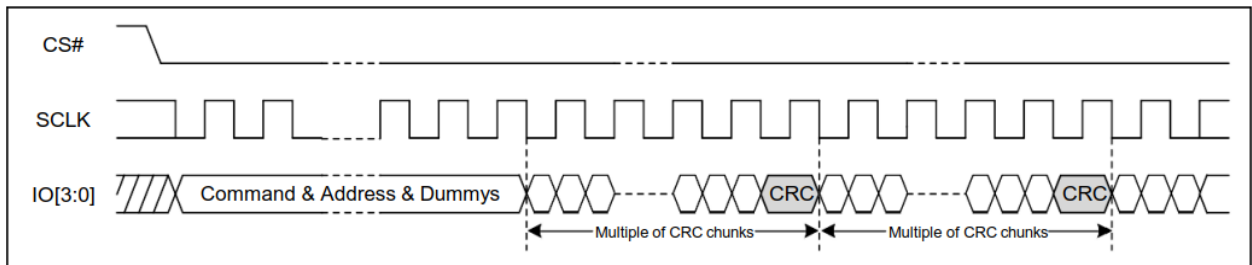 CS#
SCLK
IO[3:0] Command & Address & Dummys CRC CRC
Multiple of CRC chunks Multiple of CRC chunks